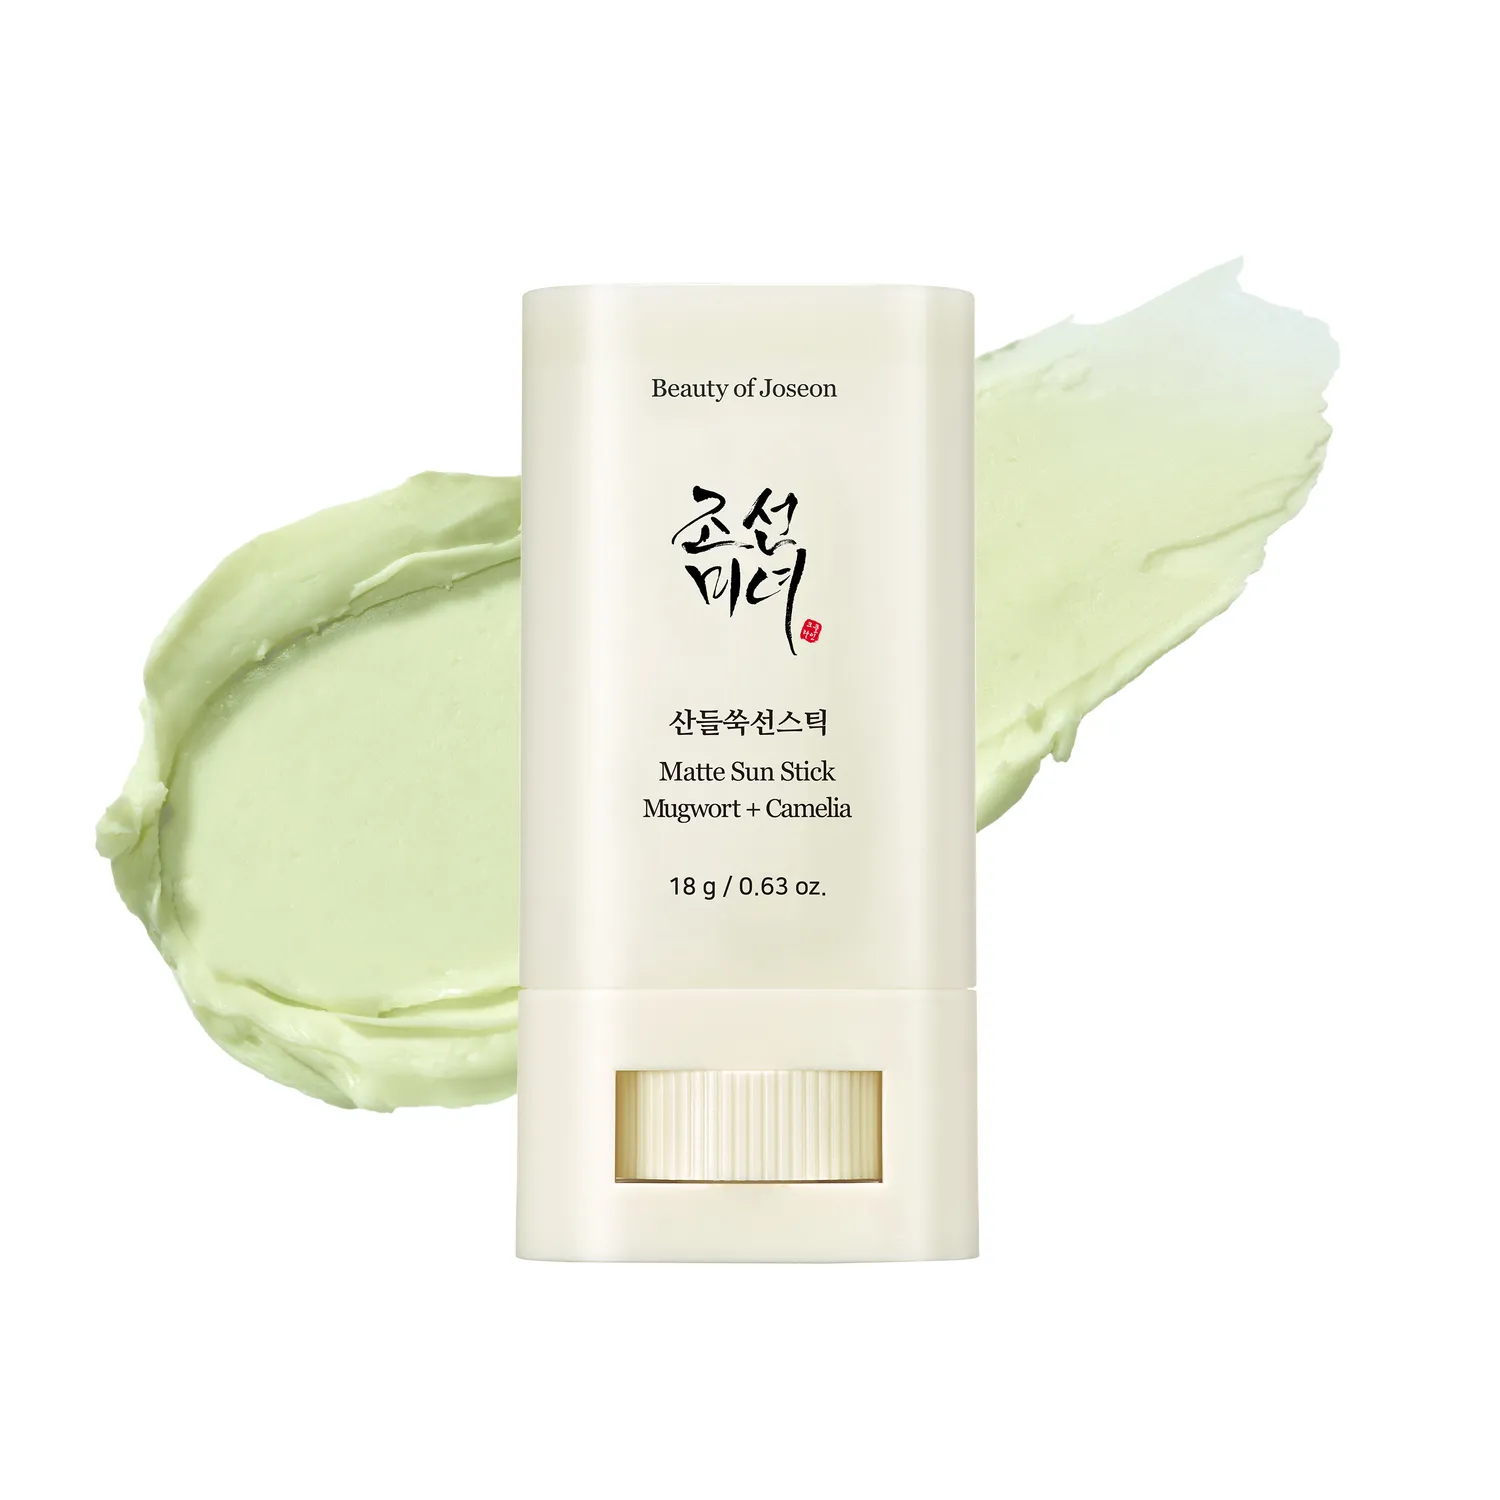 Beauty of Joseon
조선
미녀
산들쑥선스틱
Matte Sun Stick
Mugwort + Camelia
18 g / 0.63 oz.